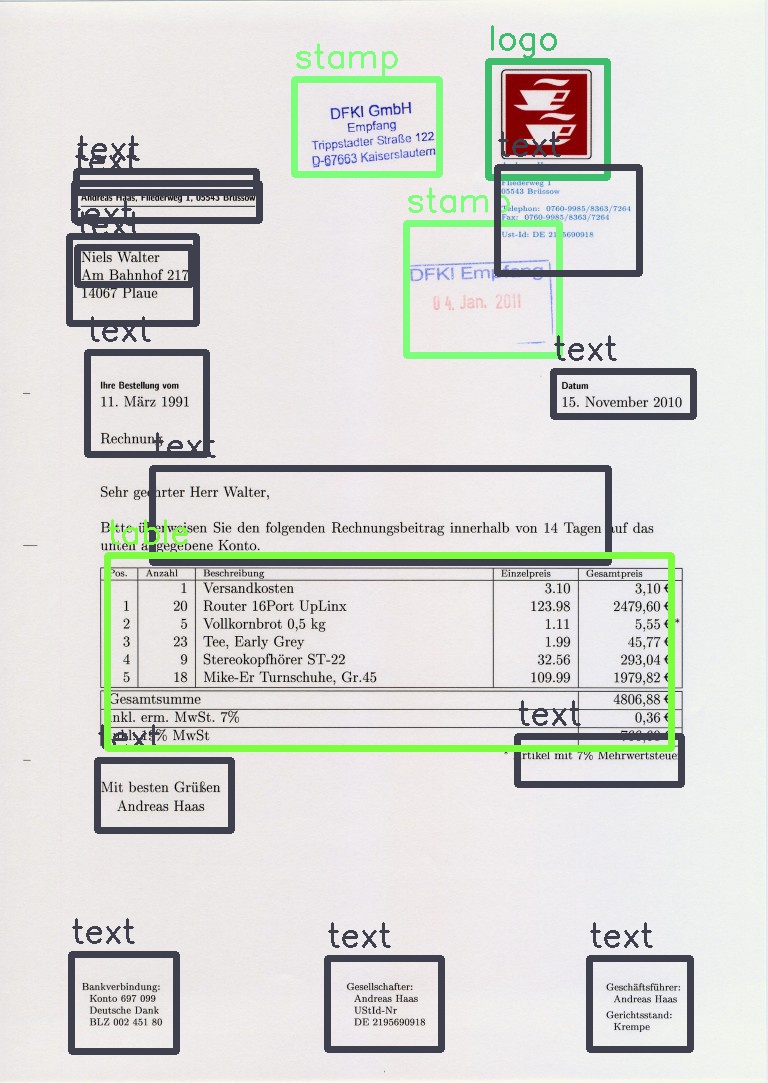 logo
stamp
DFKI GmbH
Empfang
Trippstadter Straße 122
D-67663 Kaiserslautern
text
text
Andreas Haas, Fliederweg 1, 05543 Brüssow
text
Fliederweg 1
05543 Brüssow
Telephon: 0760-9985/8363/7264
Fax: 0760-9985/8363/7264
Ust-Id: DE 2195690918
stamp
DFKI Empfang
04. Jan. 2011
text
text
Niels Walter
Am Bahnhof 217
14067 Plaue
text
Ihre Bestellung vom
11. März 1991
Rechnung
text
Datum
15. November 2010
text
Sehr geehrter Herr Walter,
Bitte überweisen Sie den folgenden Rechnungsbeitrag innerhalb von 14 Tagen auf das
unten angegebene Konto.
table
Pos. Anzahl Beschreibung Einzelpreis Gesamtpreis
1 Versandkosten 3.10 3,10 €
1 20 Router 16Port UpLinx 123.98 2479,60 €
2 5 Vollkornbrot 0,5 kg 1.11 5,55 € *
3 23 Tee, Early Grey 1.99 45,77 €
4 9 Stereokopfhörer ST-22 32.56 293,04 €
5 18 Mike-Er Turnschuhe, Gr.45 109.99 1979,82 €
Gesamtsumme 4806,88 €
inkl. erm. MwSt. 7% 0,36 €
inkl. 19% MwSt
text
* Artikel mit 7% Mehrwertsteuer
text
Mit besten Grüßen
Andreas Haas
text
Bankverbindung:
Konto 697 099
Deutsche Dank
BLZ 002 451 80
text
Gesellschafter:
Andreas Haas
UStId-Nr
DE 2195690918
text
Geschäftsführer:
Andreas Haas
Gerichtsstand:
Krempe